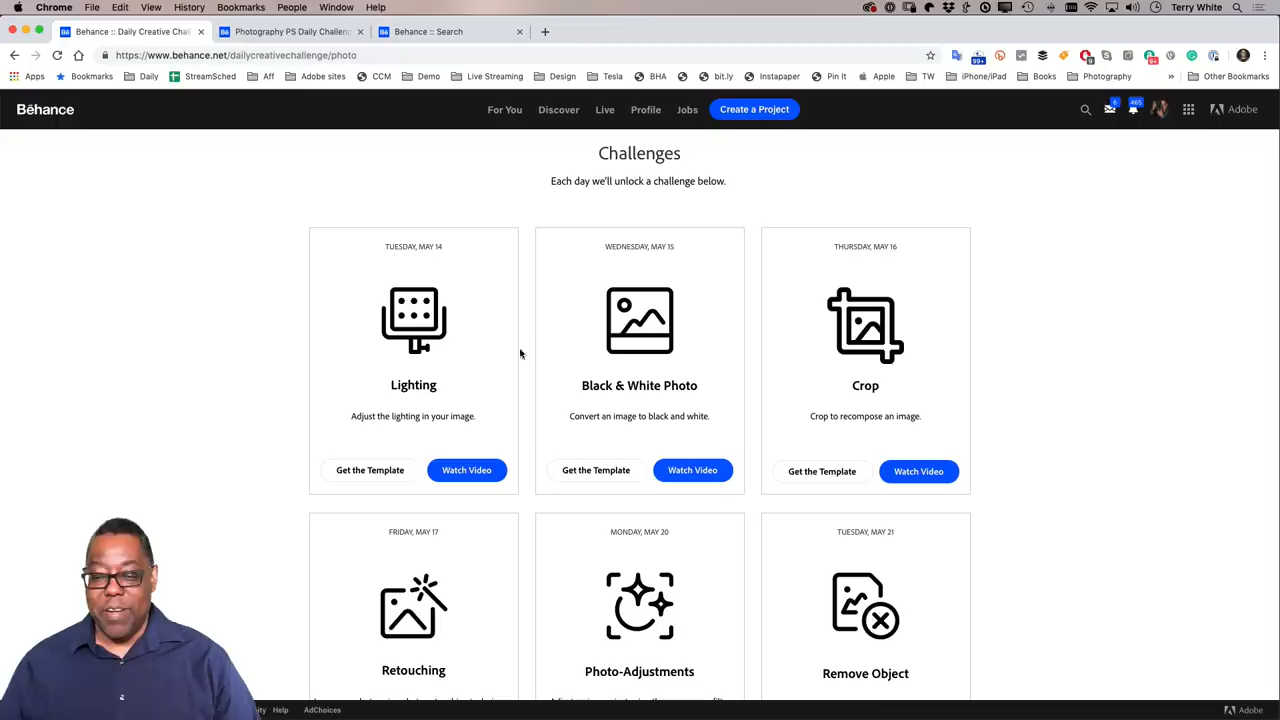 Chrome File Edit View History Bookmarks People Window Help Terry White
Behance :: Daily Creative Chal Photography PS Daily Challeng Behance :: Search
https://www.behance.net/dailycreativechallenge/photo
Apps Bookmarks Daily StreamSched Aff Adobe sites CCM Demo Live Streaming Design Tesla BHA bit.ly Instapaper Pin It Apple TW iPhone/iPad Books Photography » Other Bookmarks
Bēhance For You Discover Live Profile Jobs Create a Project 6 465 Adobe
Challenges
Each day we'll unlock a challenge below.
TUESDAY, MAY 14
Lighting
Adjust the lighting in your image.
Get the Template Watch Video
WEDNESDAY, MAY 15
Black & White Photo
Convert an image to black and white.
Get the Template Watch Video
THURSDAY, MAY 16
Crop
Crop to recompose an image.
Get the Template Watch Video
FRIDAY, MAY 17
Retouching
MONDAY, MAY 20
Photo-Adjustments
TUESDAY, MAY 21
Remove Object
Help AdChoices Adobe